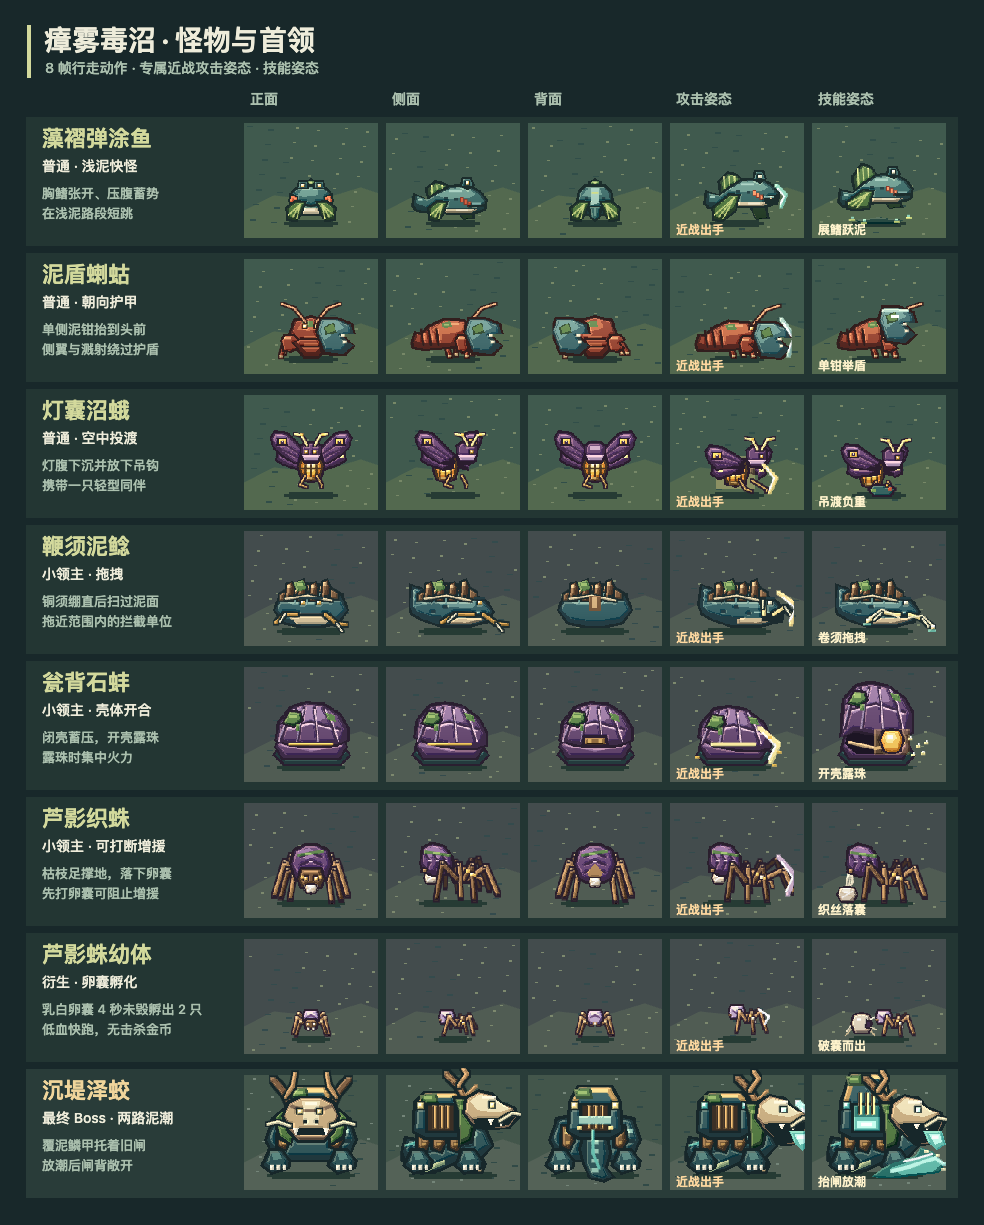 瘴雾毒沼 · 怪物与首领
8 帧行走动作 · 专属近战攻击姿态 · 技能姿态
正面 侧面 背面 攻击姿态 技能姿态
藻褶弹涂鱼
普通 · 浅泥快怪
胸鳍张开、压腹蓄势
在浅泥路段短跳
近战出手 展鳍跃泥
泥盾蝲蛄
普通 · 朝向护甲
单侧泥钳抬到头前
侧翼与溅射绕过护盾
近战出手 单钳举盾
灯囊沼蛾
普通 · 空中投渡
灯腹下沉并放下吊钩
携带一只轻型同伴
近战出手 吊渡负重
鞭须泥鲶
小领主 · 拖拽
铜须绷直后扫过泥面
拖近范围内的拦截单位
近战出手 卷须拖拽
瓮背石蚌
小领主 · 壳体开合
闭壳蓄压，开壳露珠
露珠时集中火力
近战出手 开壳露珠
芦影织蛛
小领主 · 可打断增援
枯枝足撑地，落下卵囊
先打卵囊可阻止增援
近战出手 织丝落囊
芦影蛛幼体
衍生 · 卵囊孵化
乳白卵囊 4 秒未毁孵出 2 只
低血快跑，无击杀金币
近战出手 破囊而出
沉堤泽蛟
最终 Boss · 两路泥潮
覆泥鳞甲托着旧闸
放潮后闸背敞开
近战出手 抬闸放潮